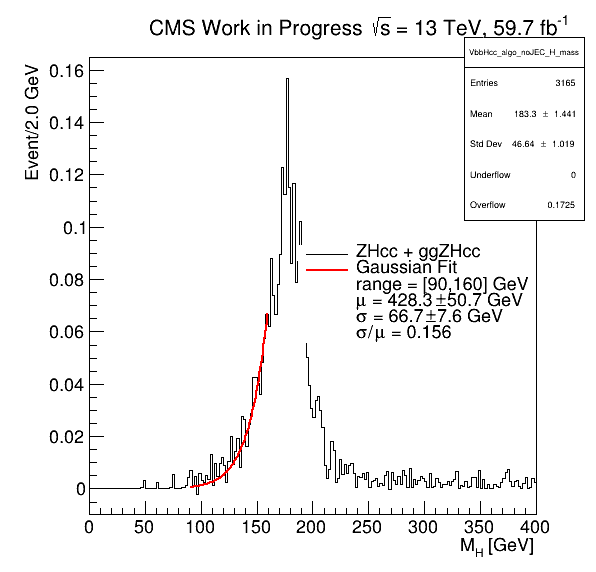 CMS Work in Progress √s = 13 TeV, 59.7 fb⁻¹
VbbHcc_algo_noJEC_H_mass
Entries 3165
Mean 183.3 ± 1.441
Std Dev 46.64 ± 1.019
Underflow 0
Overflow 0.1725
Event/2.0 GeV
0.16
0.14
0.12
0.1
0.08
0.06
0.04
0.02
0
ZHcc + ggZHcc
Gaussian Fit
range = [90,160] GeV
μ = 428.3±50.7 GeV
σ = 66.7±7.6 GeV
σ/μ = 0.156
0 50 100 150 200 250 300 350 400
M_H [GeV]